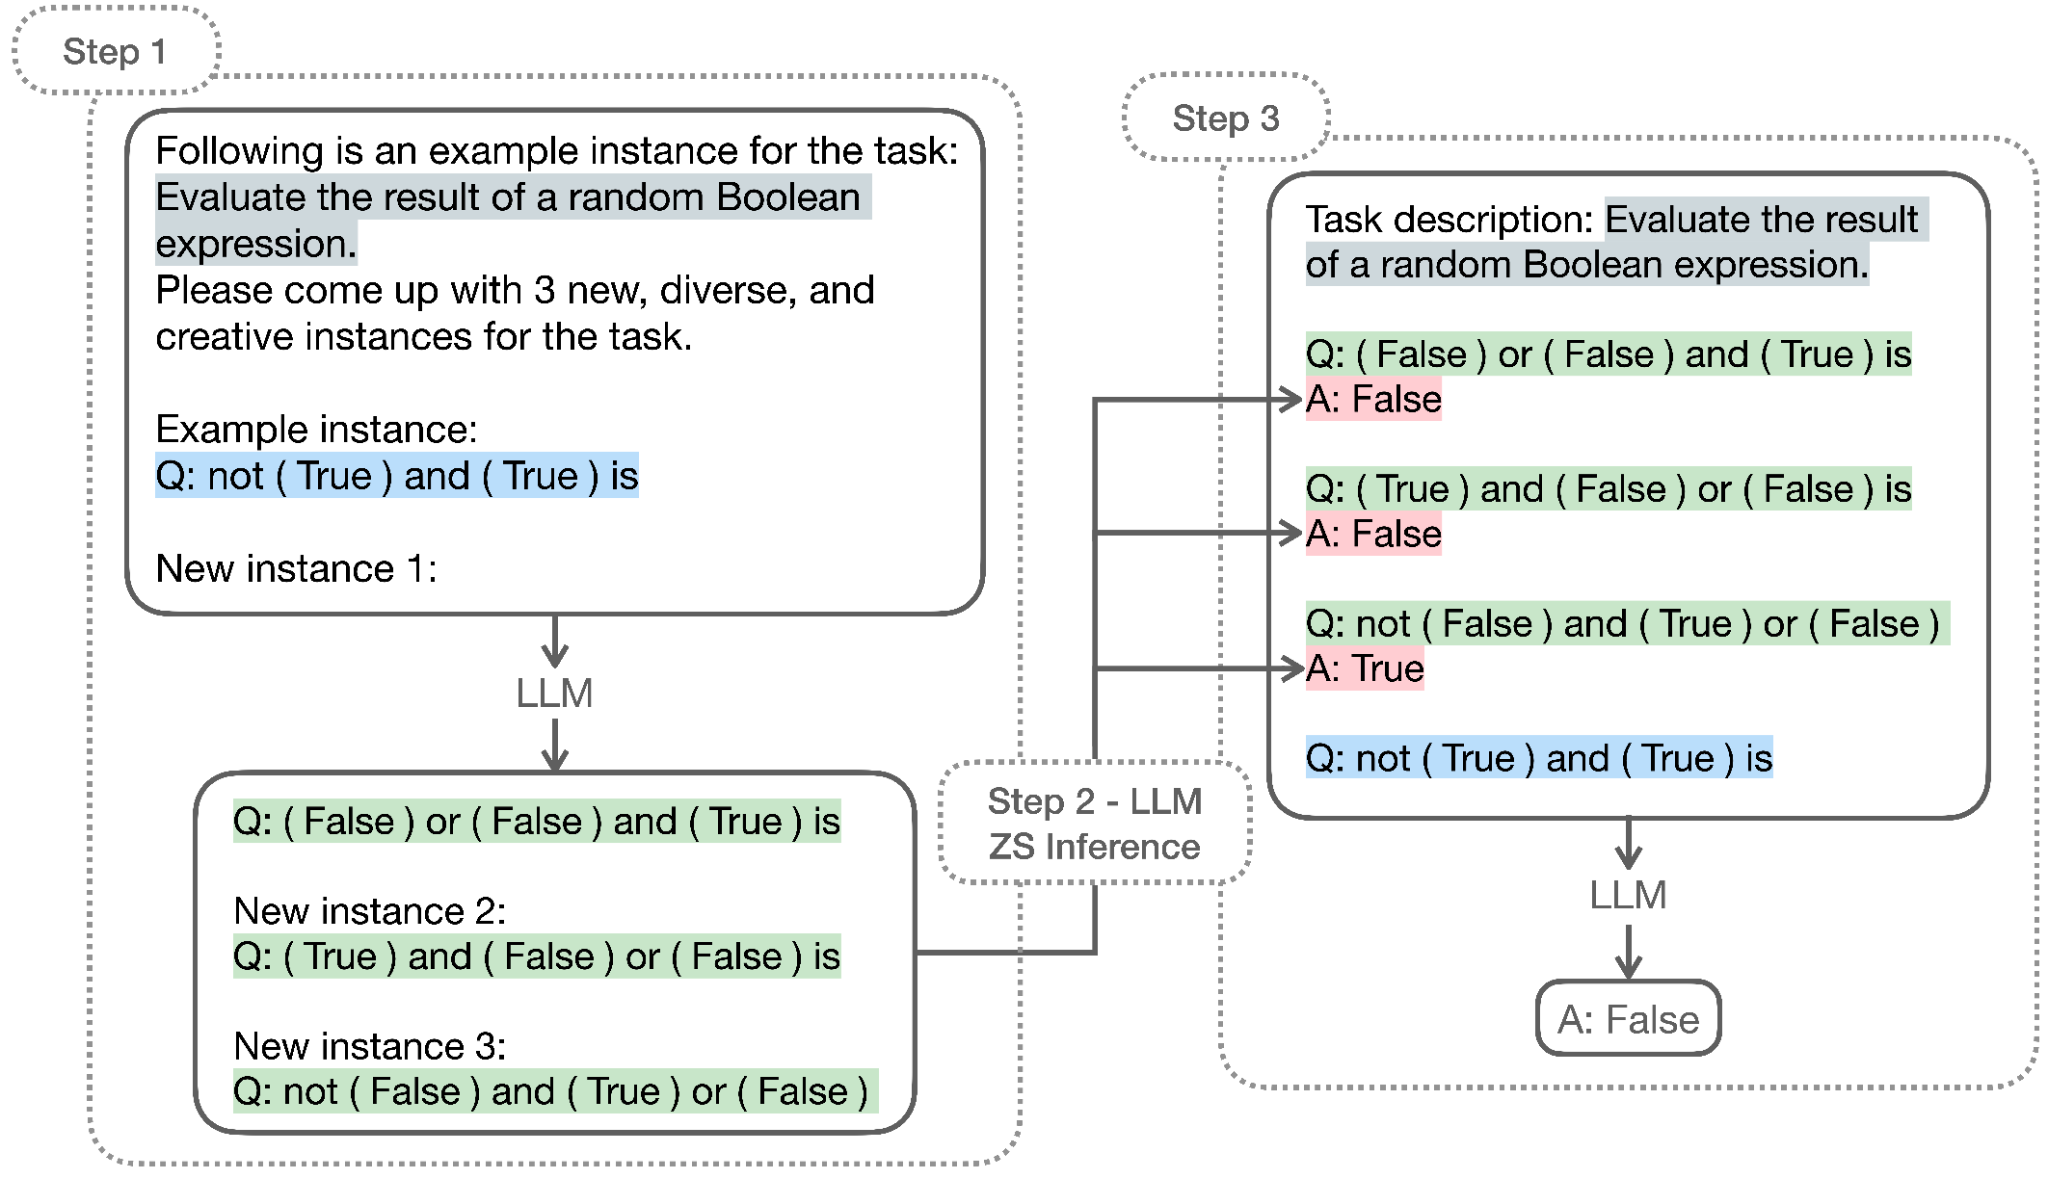 Step 1
Following is an example instance for the task:
Evaluate the result of a random Boolean
expression.
Please come up with 3 new, diverse, and
creative instances for the task.
Example instance:
Q: not ( True ) and ( True ) is
New instance 1:
LLM
Q: ( False ) or ( False ) and ( True ) is
New instance 2:
Q: ( True ) and ( False ) or ( False ) is
New instance 3:
Q: not ( False ) and ( True ) or ( False )
Step 2 - LLM
ZS Inference
Step 3
Task description: Evaluate the result
of a random Boolean expression.
Q: ( False ) or ( False ) and ( True ) is
A: False
Q: ( True ) and ( False ) or ( False ) is
A: False
Q: not ( False ) and ( True ) or ( False )
A: True
Q: not ( True ) and ( True ) is
LLM
A: False